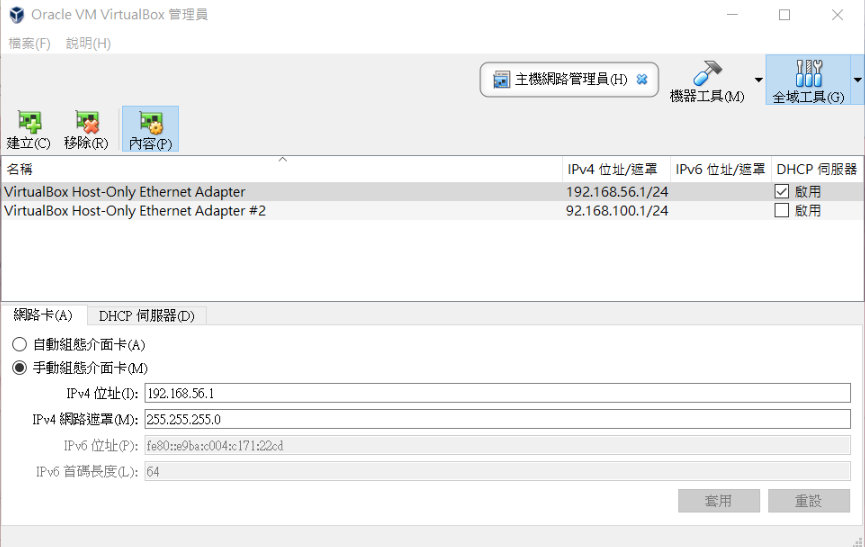 Oracle VM VirtualBox 管理員
檔案(F) 說明(H)
主機網路管理員(H)
機器工具(M)
全域工具(G)
建立(C) 移除(R) 內容(P)
名稱 IPv4 位址/遮罩 IPv6 位址/遮罩 DHCP 伺服器
VirtualBox Host-Only Ethernet Adapter 192.168.56.1/24 啟用
VirtualBox Host-Only Ethernet Adapter #2 92.168.100.1/24 啟用
網路卡(A) DHCP 伺服器(D)
自動組態介面卡(A)
手動組態介面卡(M)
IPv4 位址(I): 192.168.56.1
IPv4 網路遮罩(M): 255.255.255.0
IPv6 位址(P): fe80::e9ba:c004:c171:22cd
IPv6 首碼長度(L): 64
套用 重設